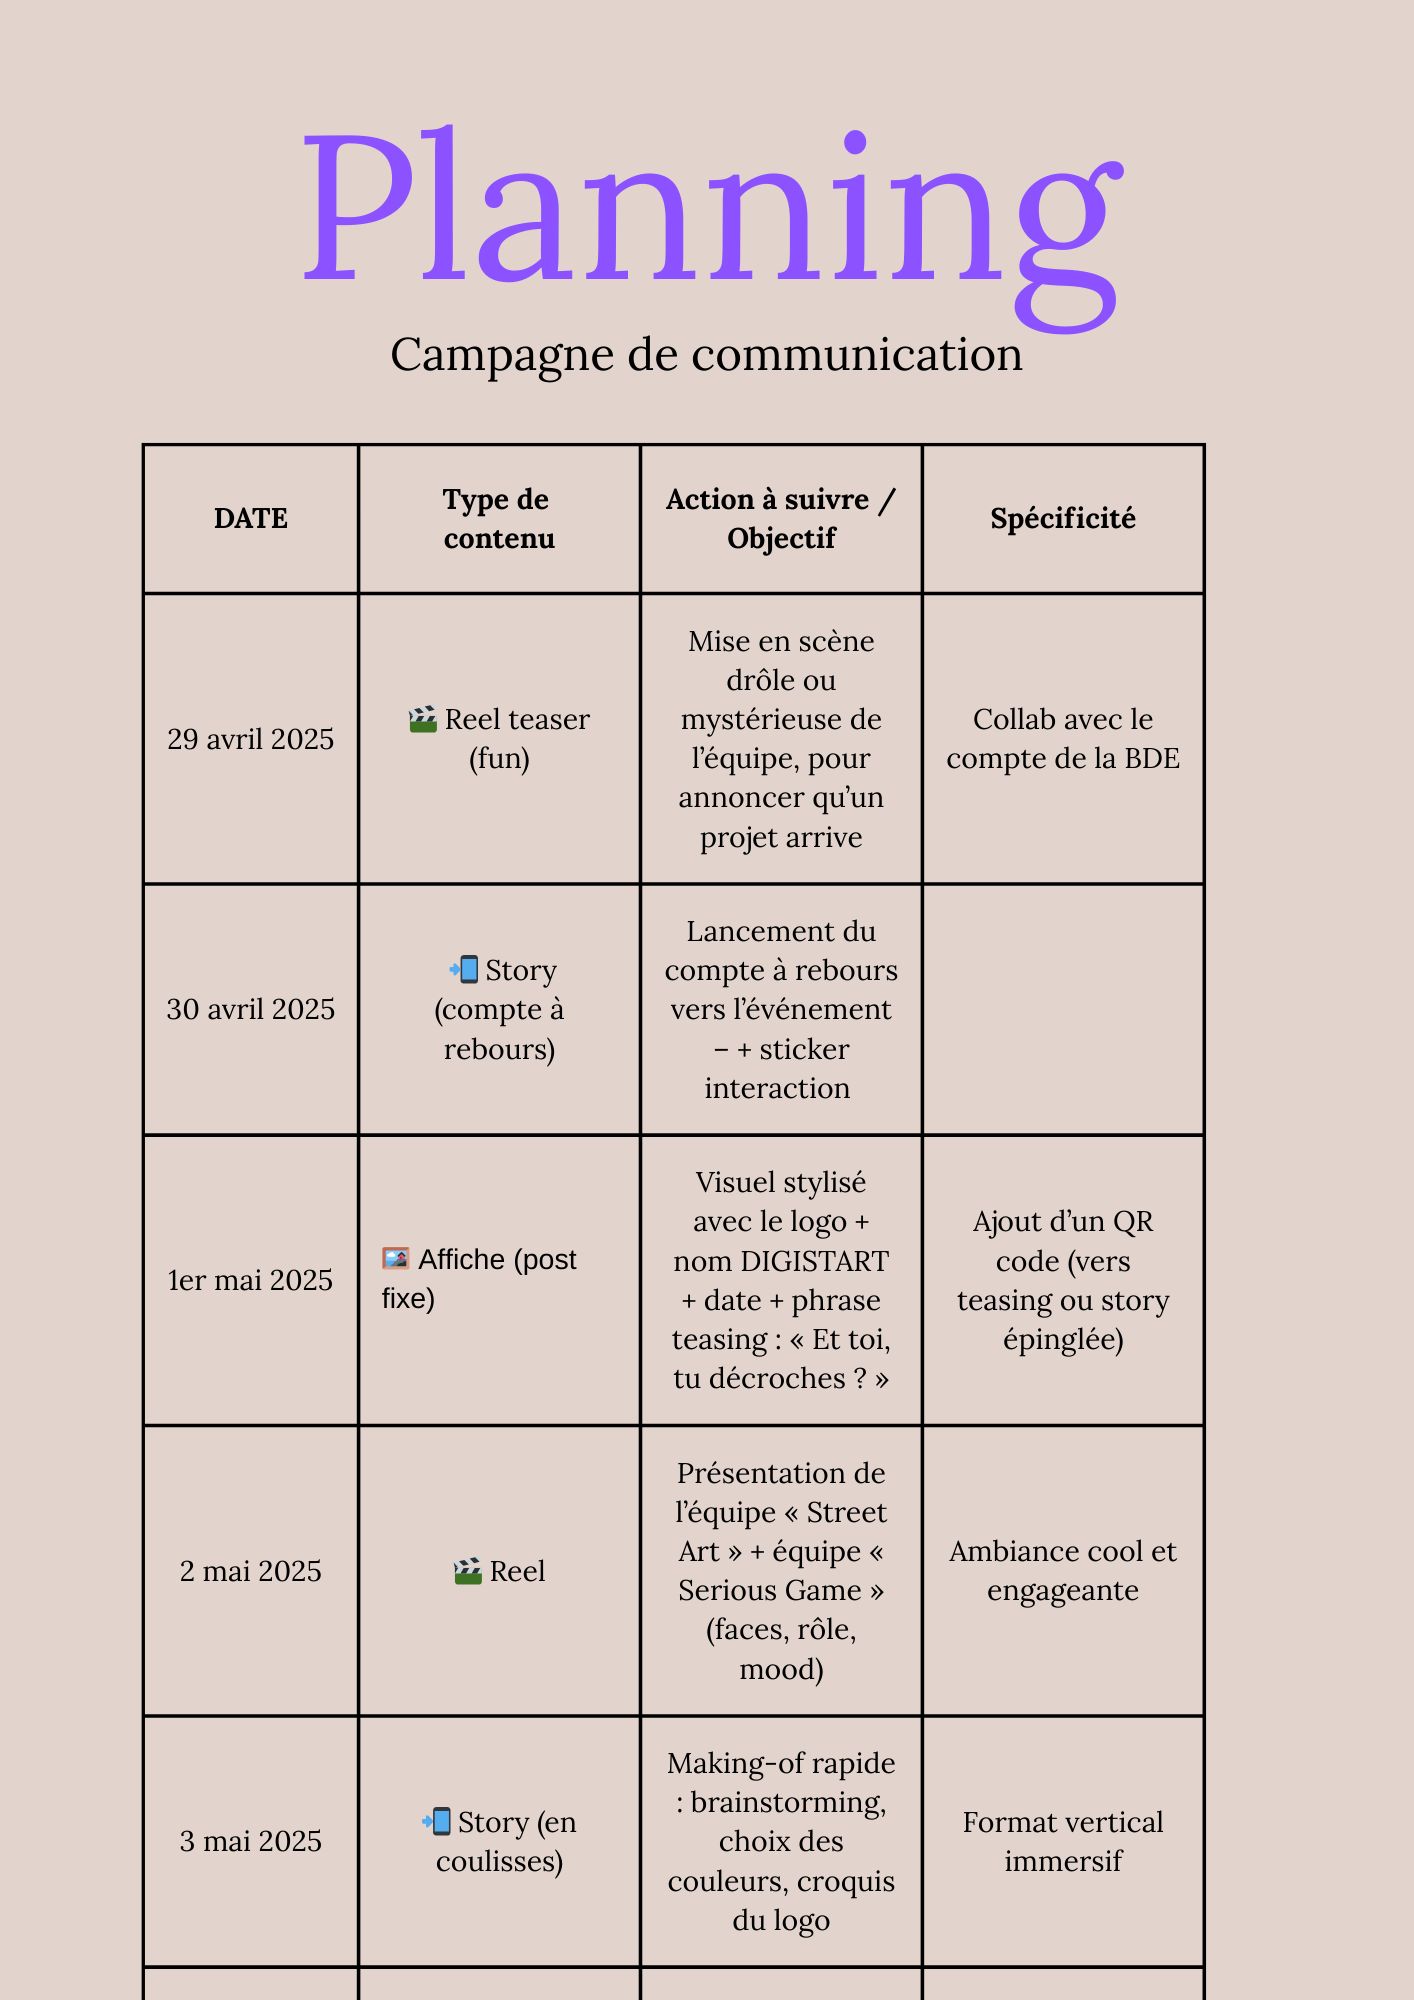 Planning
Campagne de communication
DATE
Type de
contenu
Action à suivre /
Objectif
Spécificité
29 avril 2025
🎬 Reel teaser
(fun)
Mise en scène
drôle ou
mystérieuse de
l’équipe, pour
annoncer qu’un
projet arrive
Collab avec le
compte de la BDE
30 avril 2025
📲 Story
(compte à
rebours)
Lancement du
compte à rebours
vers l’événement
– + sticker
interaction
1er mai 2025
🖼️ Affiche (post
fixe)
Visuel stylisé
avec le logo +
nom DIGISTART
+ date + phrase
teasing : « Et toi,
tu décroches ? »
Ajout d’un QR
code (vers
teasing ou story
épinglée)
2 mai 2025
🎬 Reel
Présentation de
l’équipe « Street
Art » + équipe «
Serious Game »
(faces, rôle,
mood)
Ambiance cool et
engageante
3 mai 2025
📲 Story (en
coulisses)
Making-of rapide
: brainstorming,
choix des
couleurs, croquis
du logo
Format vertical
immersif